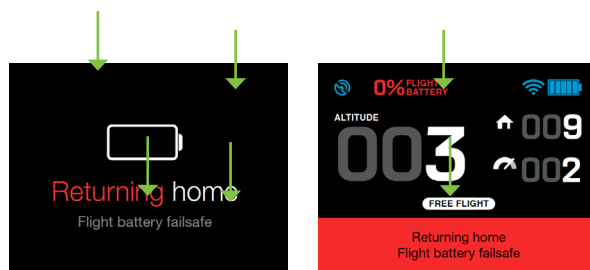 Returning home
Flight battery failsafe
0% FLIGHT
BATTERY
ALTITUDE
003
009
002
FREE FLIGHT
Returning home
Flight battery failsafe